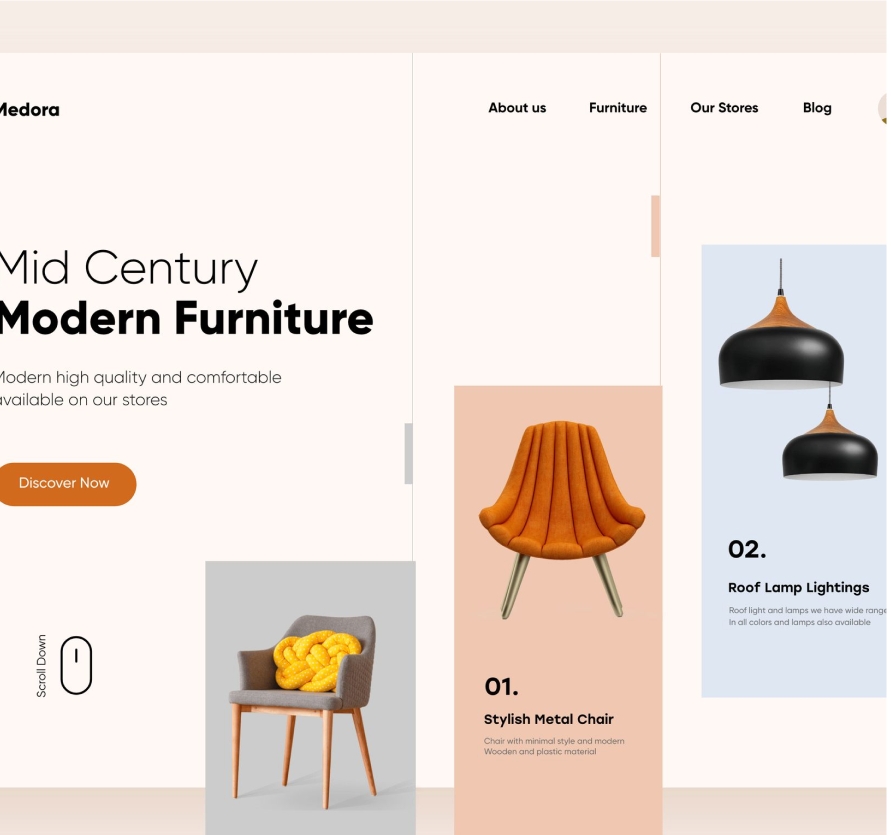 Medora
About us
Furniture
Our Stores
Blog
Mid Century
Modern Furniture
Modern high quality and comfortable
available on our stores
Discover Now
Scroll Down
01.
Stylish Metal Chair
Chair with minimal style and modern
Wooden and plastic material
02.
Roof Lamp Lightings
Roof light and lamps we have wide range
In all colors and lamps also available